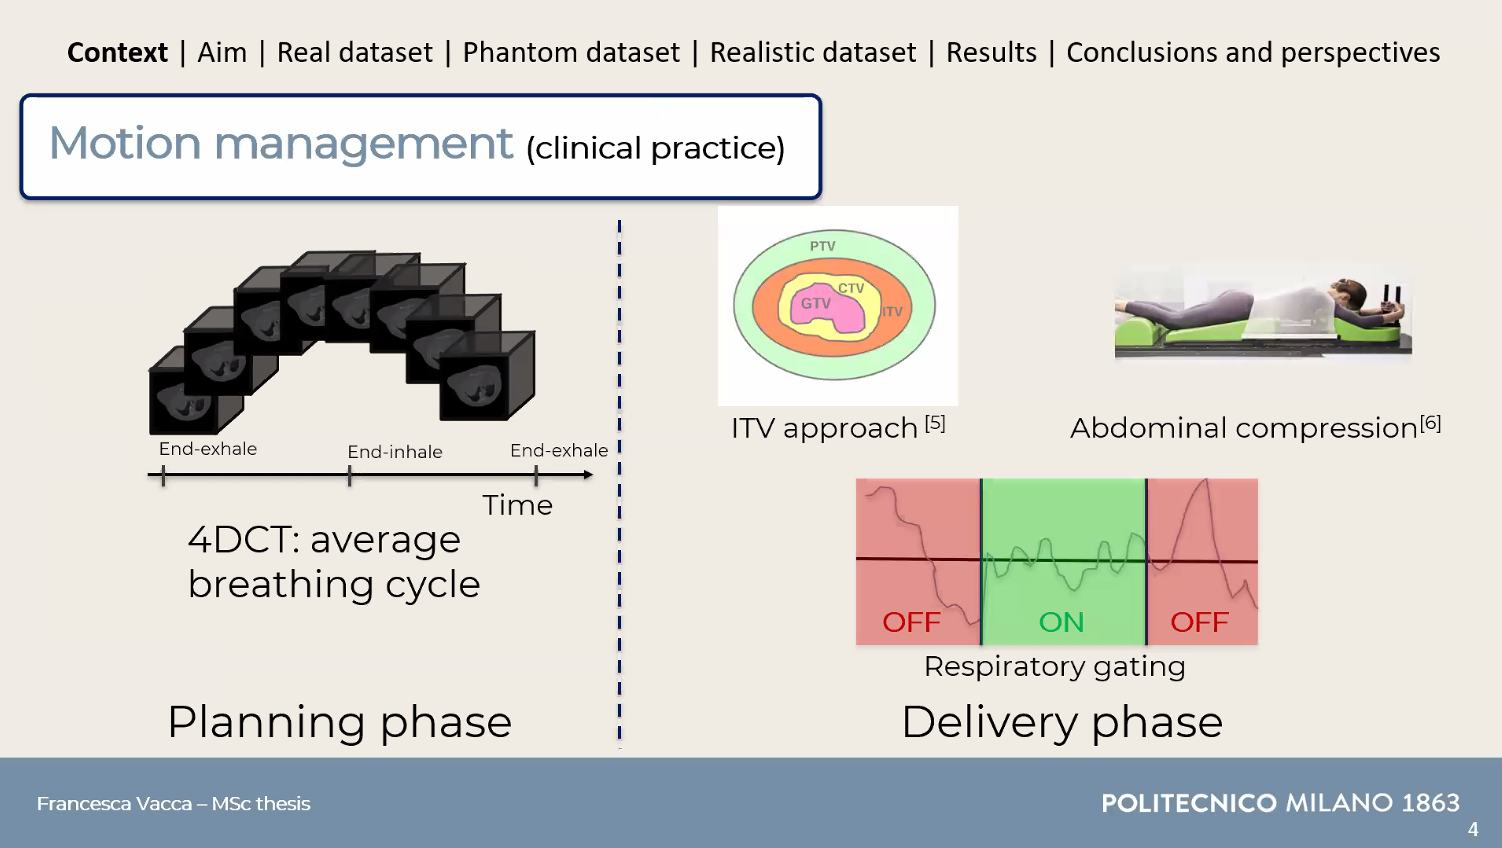 Context | Aim | Real dataset | Phantom dataset | Realistic dataset | Results | Conclusions and perspectives
Motion management (clinical practice)
End-exhale
End-inhale
End-exhale
Time
4DCT: average
breathing cycle
Planning phase
PTV
CTV
GTV
ITV
ITV approach [5]
Abdominal compression[6]
OFF
ON
OFF
Respiratory gating
Delivery phase
Francesca Vacca – MSc thesis
POLITECNICO MILANO 1863
4